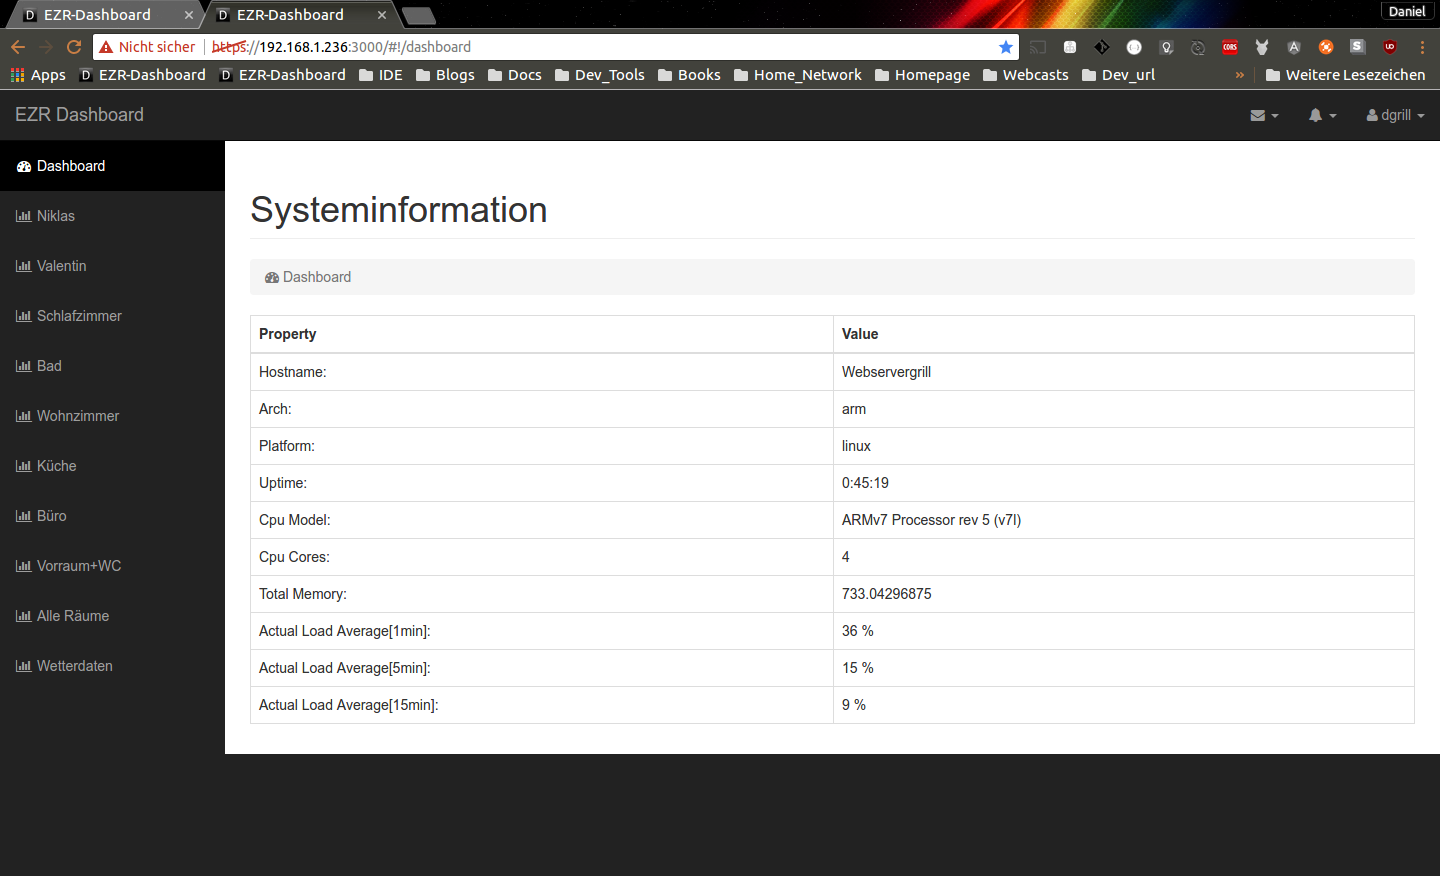 EZR-Dashboard
EZR-Dashboard
Daniel
Nicht sicher https://192.168.1.236:3000/#!/dashboard
Apps EZR-Dashboard EZR-Dashboard IDE Blogs Docs Dev_Tools Books Home_Network Homepage Webcasts Dev_url » Weitere Lesezeichen
EZR Dashboard dgrill
Dashboard
Niklas
Valentin
Schlafzimmer
Bad
Wohnzimmer
Küche
Büro
Vorraum+WC
Alle Räume
Wetterdaten
Systeminformation
Dashboard
Property Value
Hostname: Webservergrill
Arch: arm
Platform: linux
Uptime: 0:45:19
Cpu Model: ARMv7 Processor rev 5 (v7l)
Cpu Cores: 4
Total Memory: 733.04296875
Actual Load Average[1min]: 36 %
Actual Load Average[5min]: 15 %
Actual Load Average[15min]: 9 %